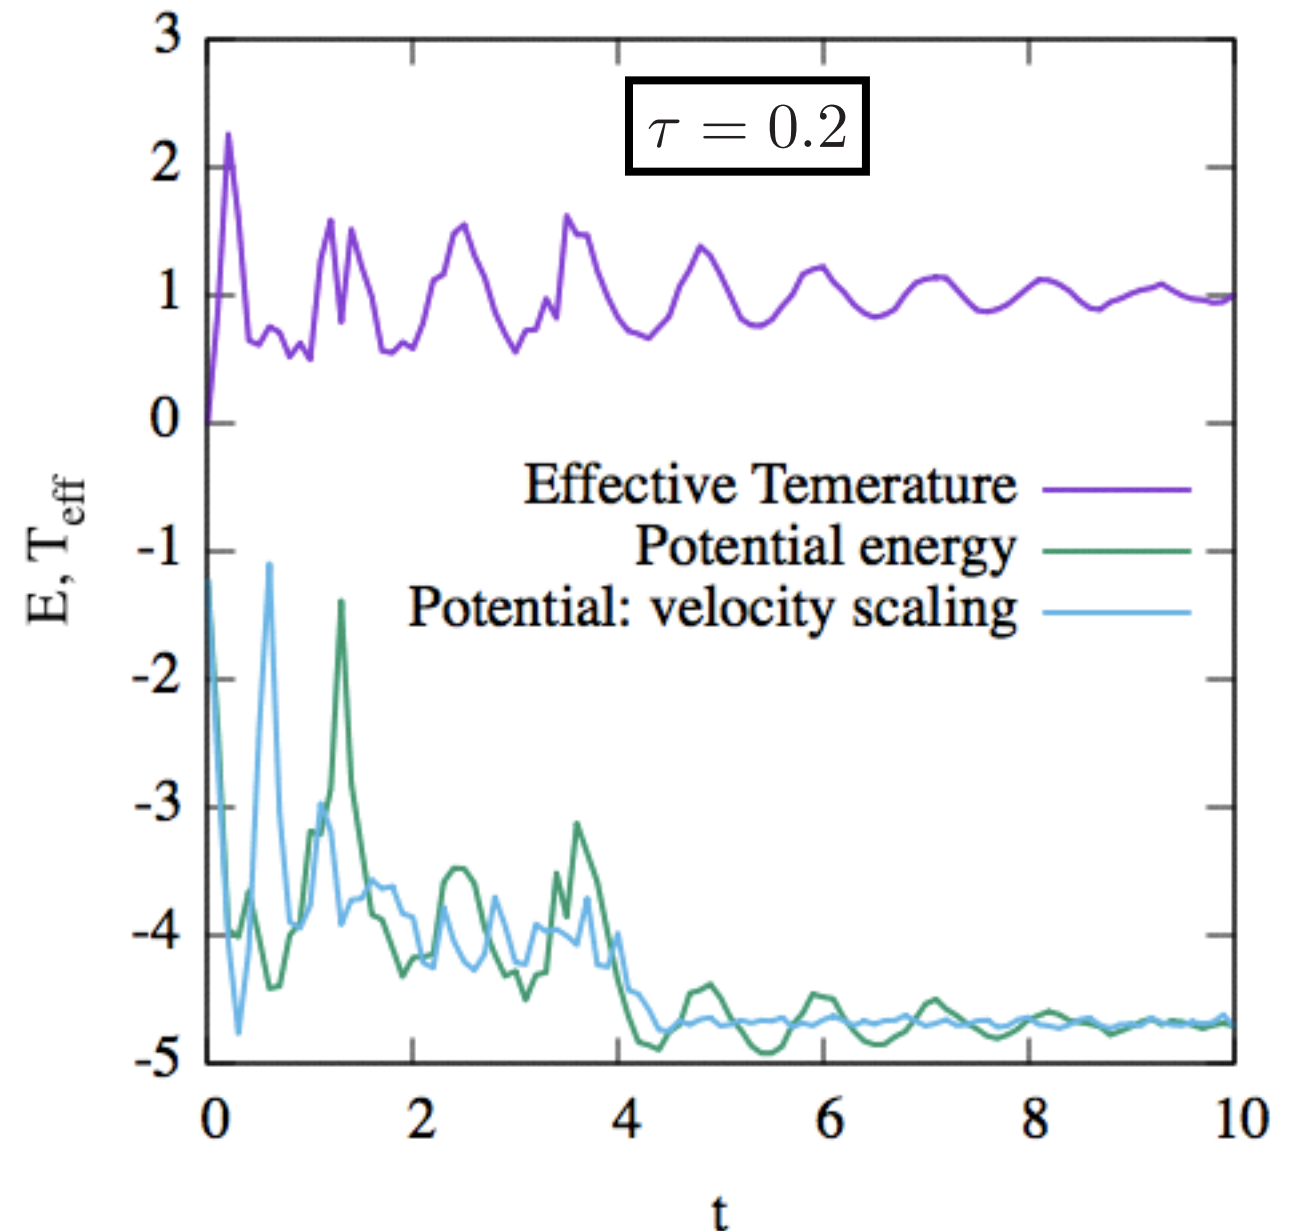 3
τ = 0.2
2
1
0
Effective Temerature
-1
Potential energy
E, T_eff
Potential: velocity scaling
-2
-3
-4
-5
0 2 4 6 8 10
t